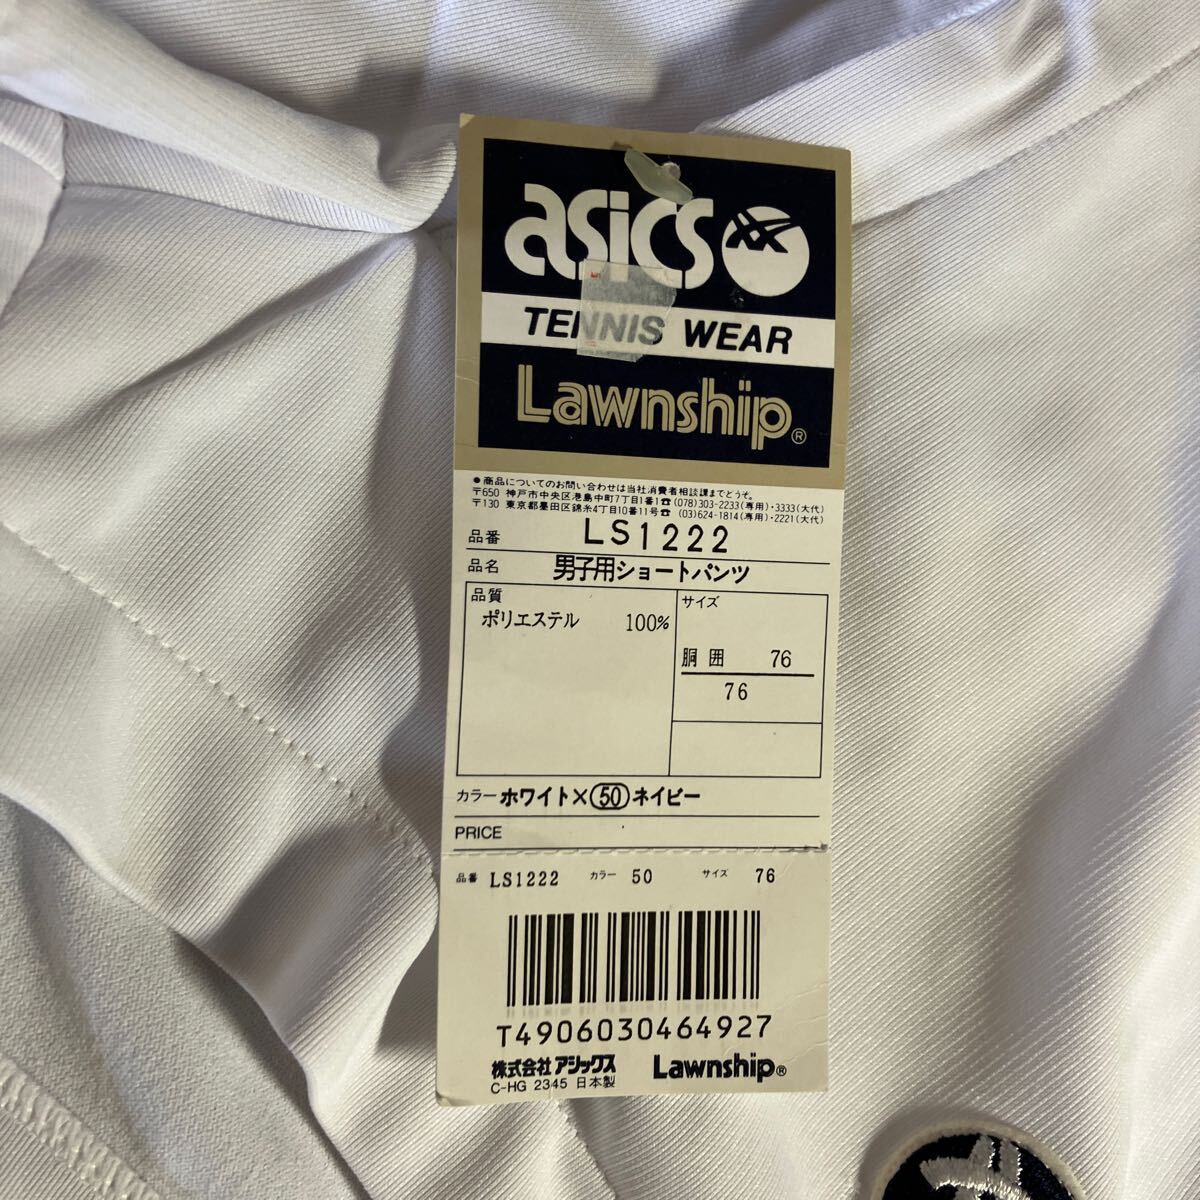 asics
TENNIS WEAR
Lawnship®
●商品についてのお問い合わせは当社消費者相談課までどうぞ。
〒650 神戸市中央区港島中町7丁目1番1☎(078)303-2233(専用)・3333(大代)
〒130 東京都墨田区錦糸4丁目10番11号☎(03)624-1814(専用)・2221(大代)
品番 LS1222
品名 男子用ショートパンツ
品質 サイズ
ポリエステル 100%
胴囲 76
76
カラー ホワイト×50ネイビー
PRICE
品番 LS1222 カラー 50 サイズ 76
T4906030464927
株式会社アシックス Lawnship®
C-HG 2345 日本製